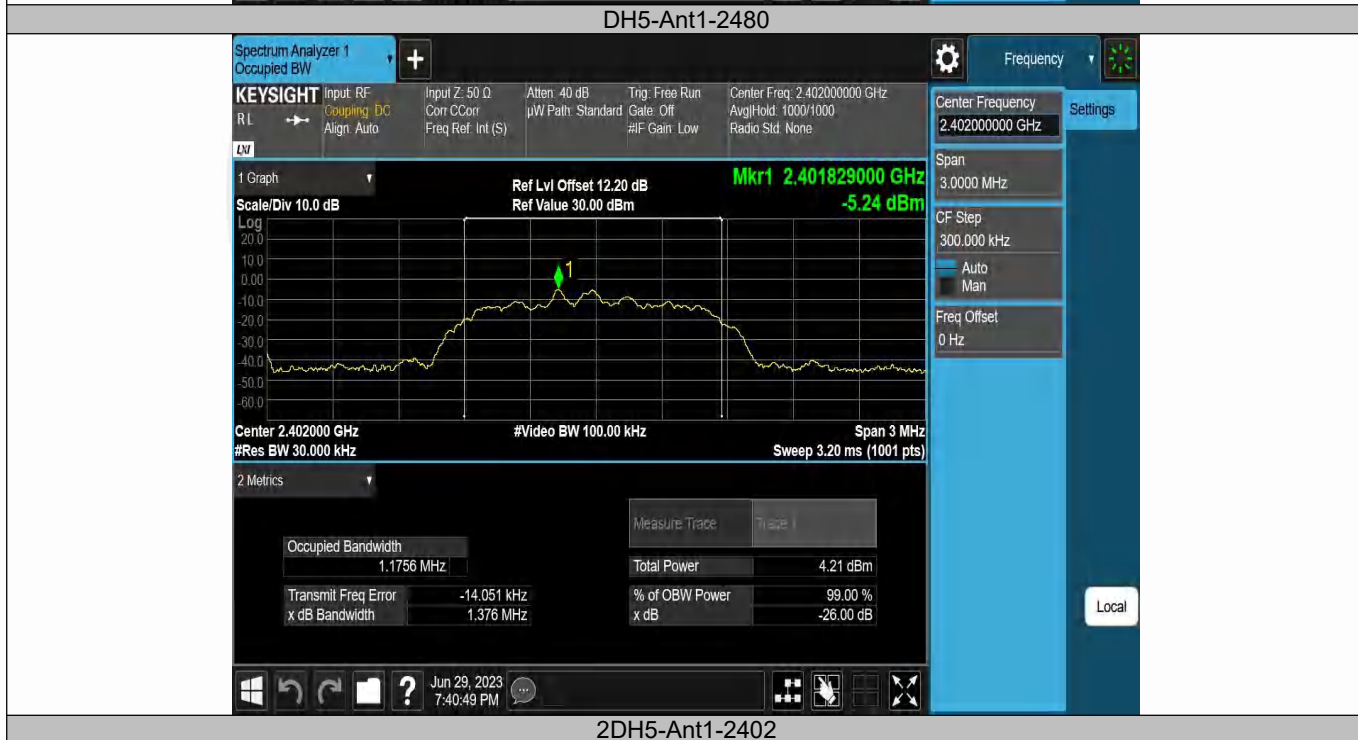 DH5-Ant1-2480
Spectrum Analyzer 1
Occupied BW
+
Frequency
KEYSIGHT
Input: RF
Input Z: 50 Ω
Atten: 40 dB
Trig: Free Run
Center Freq: 2.402000000 GHz
R L
Coupling: DC
Corr CCorr
µW Path: Standard
Gate: Off
Avg|Hold: 1000/1000
Align: Auto
Freq Ref: Int (S)
#IF Gain: Low
Radio Std: None
LXI
Center Frequency
2.402000000 GHz
Settings
Span
3.0000 MHz
CF Step
300.000 kHz
Auto
Man
Freq Offset
0 Hz
1 Graph
Ref Lvl Offset 12.20 dB
Mkr1 2.401829000 GHz
Scale/Div 10.0 dB
Ref Value 30.00 dBm
-5.24 dBm
Log
20.0
10.0
0.00
-10.0
-20.0
-30.0
-40.0
-50.0
-60.0
1
Center 2.402000 GHz
#Video BW 100.00 kHz
Span 3 MHz
#Res BW 30.000 kHz
Sweep 3.20 ms (1001 pts)
2 Metrics
Measure Trace
Trace 1
Occupied Bandwidth
1.1756 MHz
Total Power
4.21 dBm
Transmit Freq Error
-14.051 kHz
% of OBW Power
99.00 %
x dB Bandwidth
1.376 MHz
x dB
-26.00 dB
Local
?
Jun 29, 2023
7:40:49 PM
2DH5-Ant1-2402